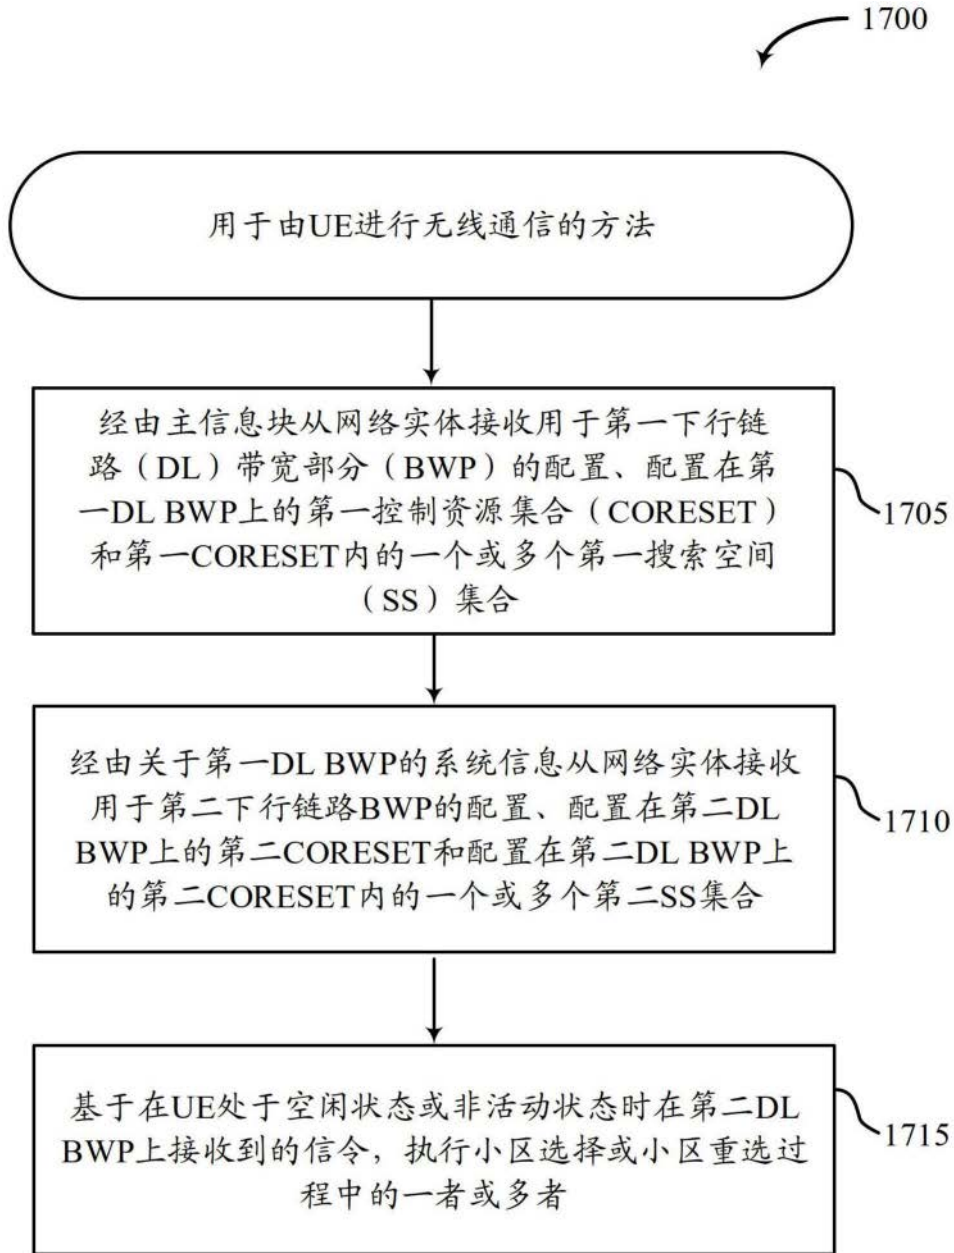 1700
用于由UE进行无线通信的方法
经由主信息块从网络实体接收用于第一下行链
路（DL）带宽部分（BWP）的配置、配置在第
一DL BWP上的第一控制资源集合（CORESET）
和第一CORESET内的一个或多个第一搜索空间
（SS）集合
1705
经由关于第一DL BWP的系统信息从网络实体接收
用于第二下行链路BWP的配置、配置在第二DL
BWP上的第二CORESET和配置在第二DL BWP上
的第二CORESET内的一个或多个第二SS集合
1710
基于在UE处于空闲状态或非活动状态时在第二DL
BWP上接收到的信令，执行小区选择或小区重选过
程中的一者或多者
1715